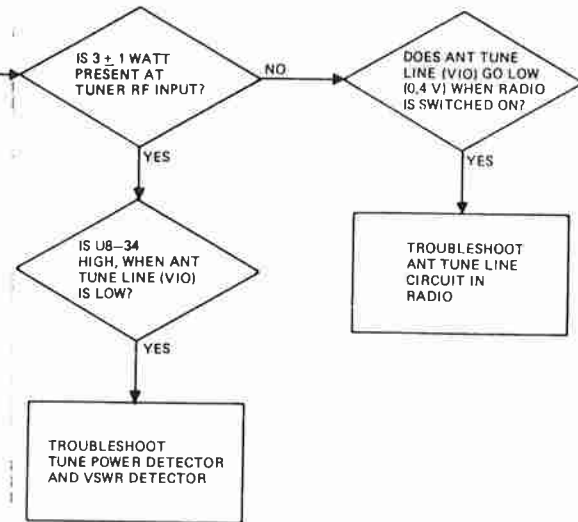 IS 3 ± 1 WATT
PRESENT AT
TUNER RF INPUT?
NO
DOES ANT TUNE
LINE (VIO) GO LOW
(0,4 V) WHEN RADIO
IS SWITCHED ON?
YES
YES
IS U8–34
HIGH, WHEN ANT
TUNE LINE (VIO)
IS LOW?
TROUBLESHOOT
ANT TUNE LINE
CIRCUIT IN
RADIO
YES
TROUBLESHOOT
TUNE POWER DETECTOR
AND VSWR DETECTOR